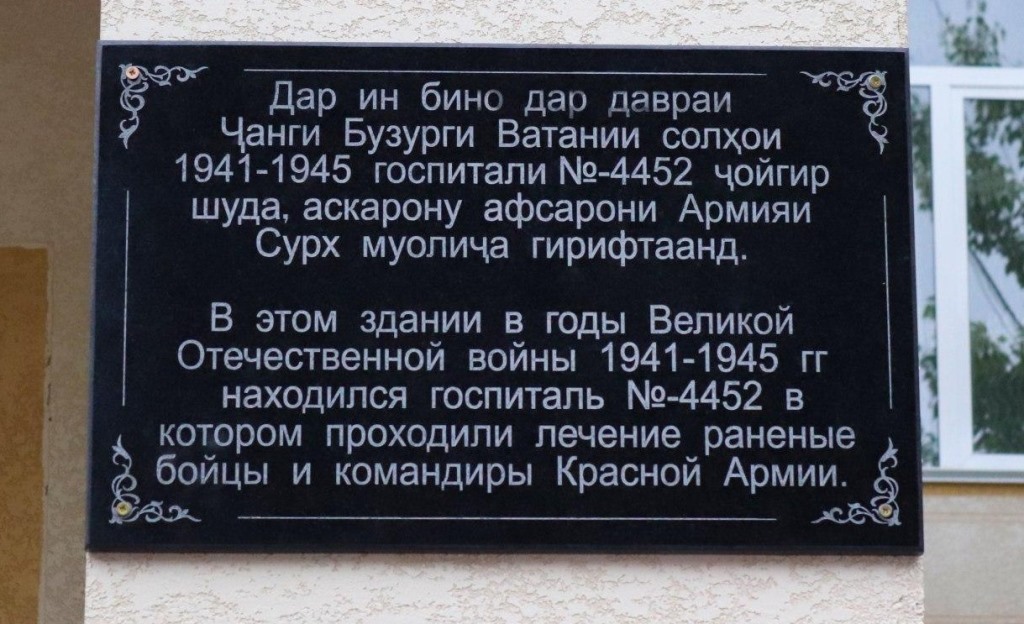 Дар ин бино дар давраи
Ҷанги Бузурги Ватании солҳои
1941-1945 госпитали №-4452 ҷойгир
шуда, аскарону афсарони Армияи
Сурх муолиҷа гирифтаанд.
В этом здании в годы Великой
Отечественной войны 1941-1945 гг
находился госпиталь №-4452 в
котором проходили лечение раненые
бойцы и командиры Красной Армии.